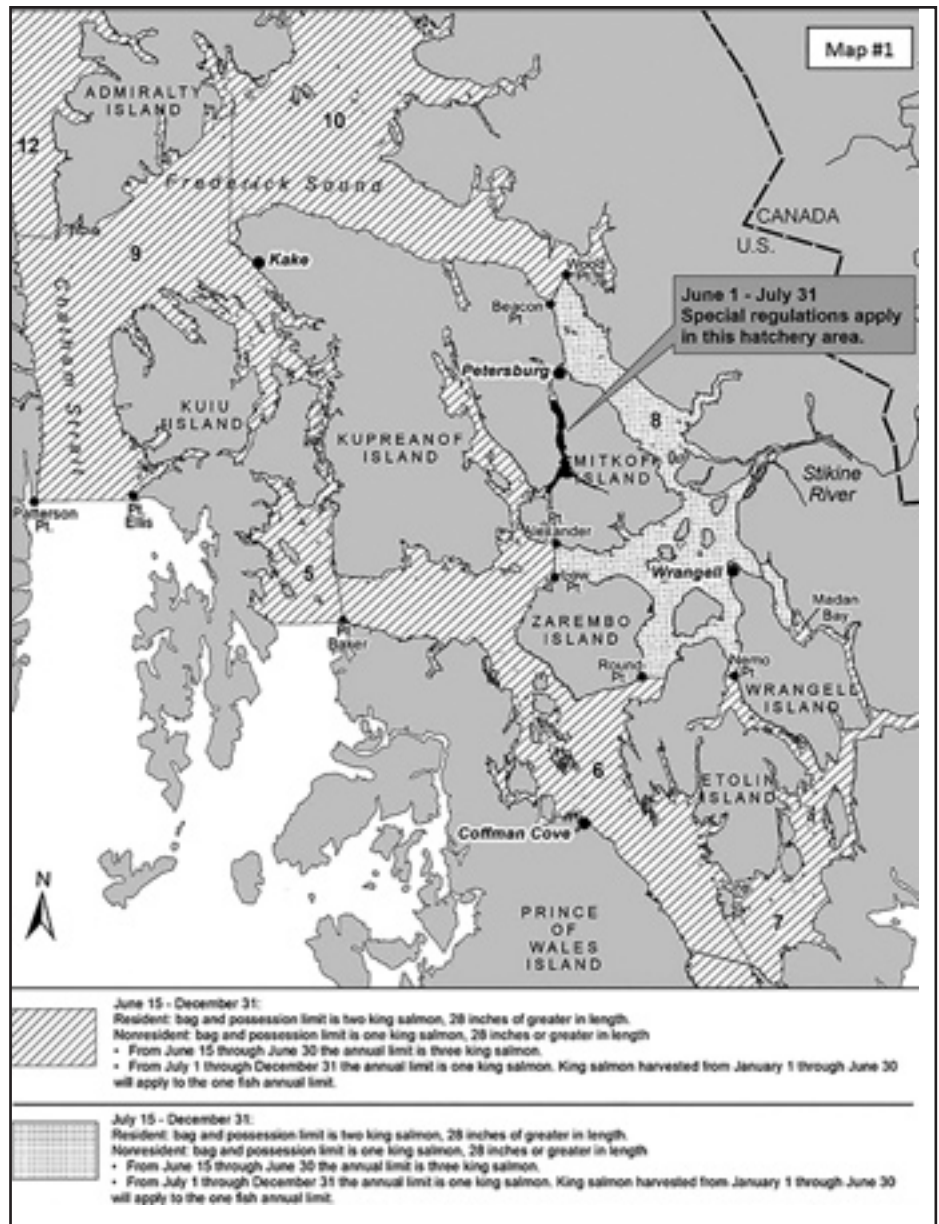 Map #1
ADMIRALTY
ISLAND
10
12
Frederick Sound
CANADA
U.S.
9
Kake
Wood
Pt.
Beacon
Pt.
June 1 - July 31
Special regulations apply
in this hatchery area.
Chatham Strait
Petersburg
KUIU
ISLAND
8
KUPREANOF
ISLAND
MITKOFF
ISLAND
Stikine
River
Patterson
Pt.
Pt.
Ellis
Pt.
Alexander
5
Pt
Wrangell
Madan
Bay
ZAREMBO
ISLAND
Pt.
Baker
Round
Pt.
Nemo
Pt.
WRANGELL
ISLAND
6
ETOLIN
ISLAND
Coffman Cove
N
PRINCE
OF
WALES
ISLAND
7
June 15 - December 31:
Resident: bag and possession limit is two king salmon, 28 inches of greater in length.
Nonresident: bag and possession limit is one king salmon, 28 inches or greater in length
• From June 15 through June 30 the annual limit is three king salmon.
• From July 1 through December 31 the annual limit is one king salmon. King salmon harvested from January 1 through June 30
will apply to the one fish annual limit.
July 15 - December 31:
Resident: bag and possession limit is two king salmon, 28 inches of greater in length.
Nonresident: bag and possession limit is one king salmon, 28 inches or greater in length
• From June 15 through June 30 the annual limit is three king salmon.
• From July 1 through December 31 the annual limit is one king salmon. King salmon harvested from January 1 through June 30
will apply to the one fish annual limit.